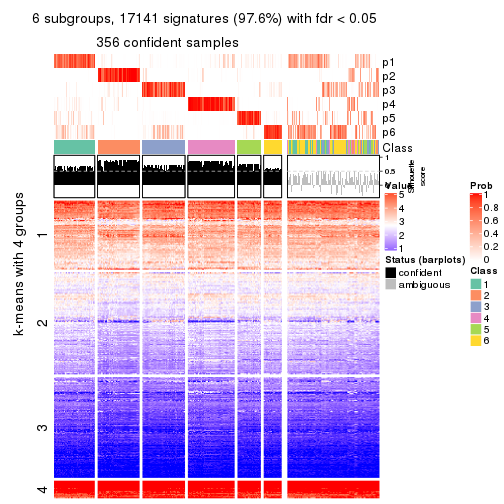 6 subgroups, 17141 signatures (97.6%) with fdr < 0.05
356 confident samples
p1
p2
p3
p4
p5
p6
Class
1
0.5
0
Silhouette
score
k-means with 4 groups
1
2
3
4
Value
5
4
3
2
1
Status (barplots)
confident
ambiguous
Prob
1
0.8
0.6
0.4
0.2
0
Class
1
2
3
4
5
6